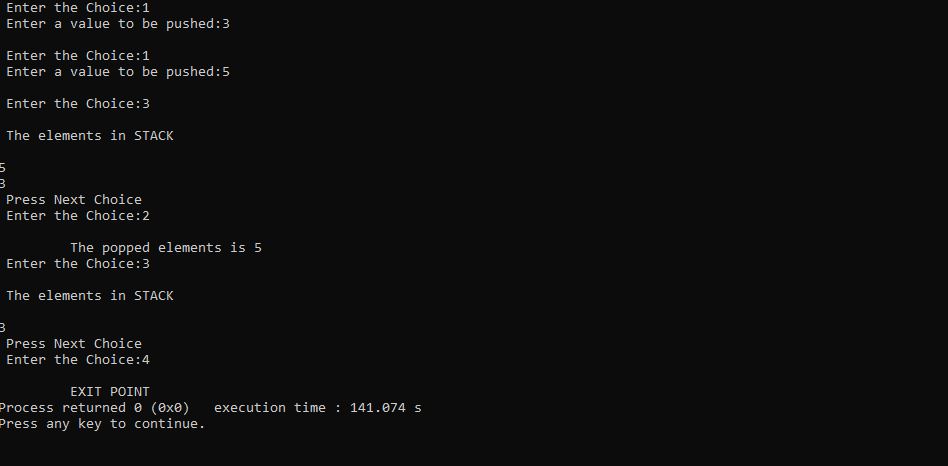 Enter the Choice:1
Enter a value to be pushed:3
Enter the Choice:1
Enter a value to be pushed:5
Enter the Choice:3
The elements in STACK
5
3
Press Next Choice
Enter the Choice:2
The popped elements is 5
Enter the Choice:3
The elements in STACK
3
Press Next Choice
Enter the Choice:4
EXIT POINT
Process returned 0 (0x0)   execution time : 141.074 s
Press any key to continue.